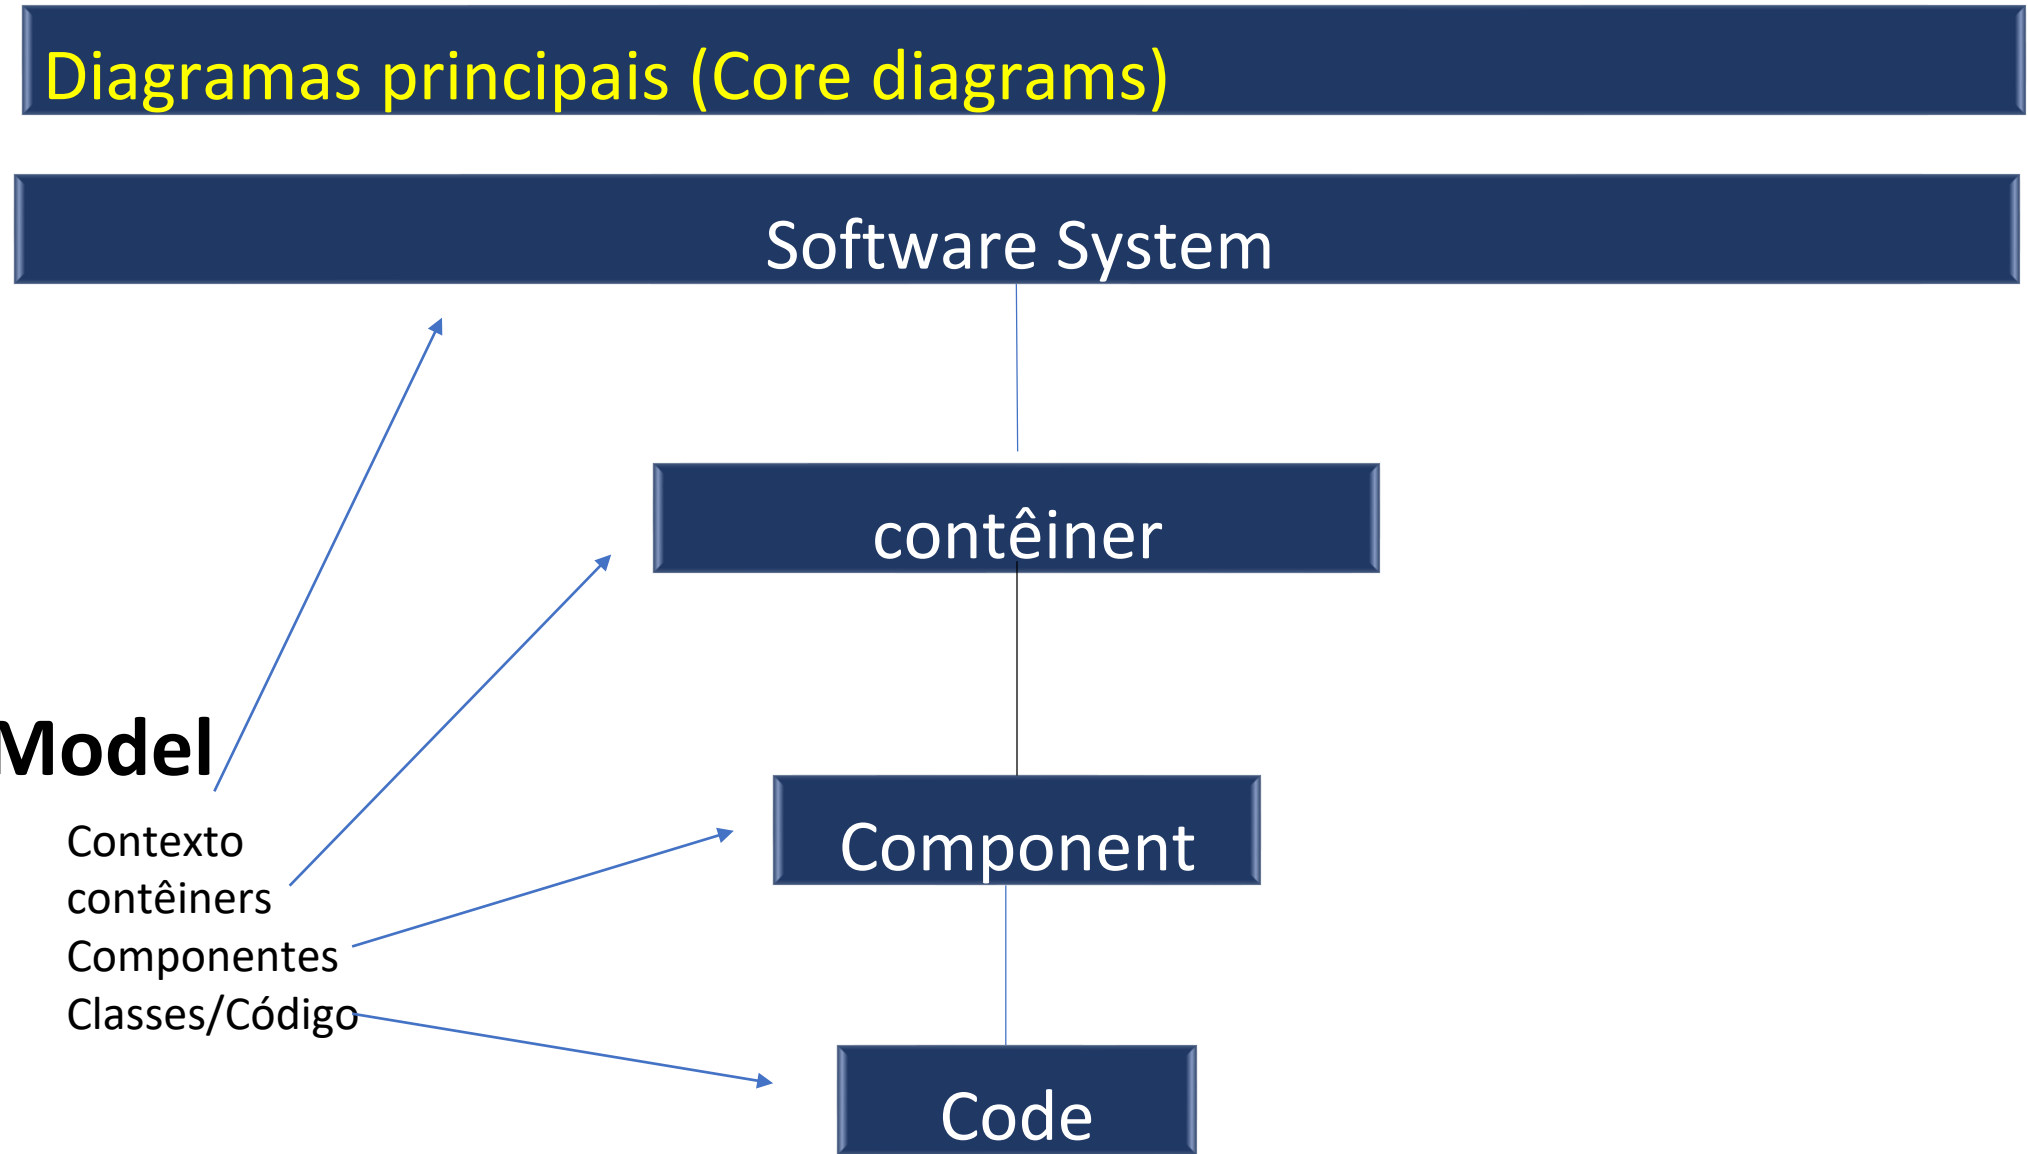 Diagramas principais (Core diagrams)
Software System
contêiner
Model
Contexto
contêiners
Componentes
Classes/Código
Component
Code